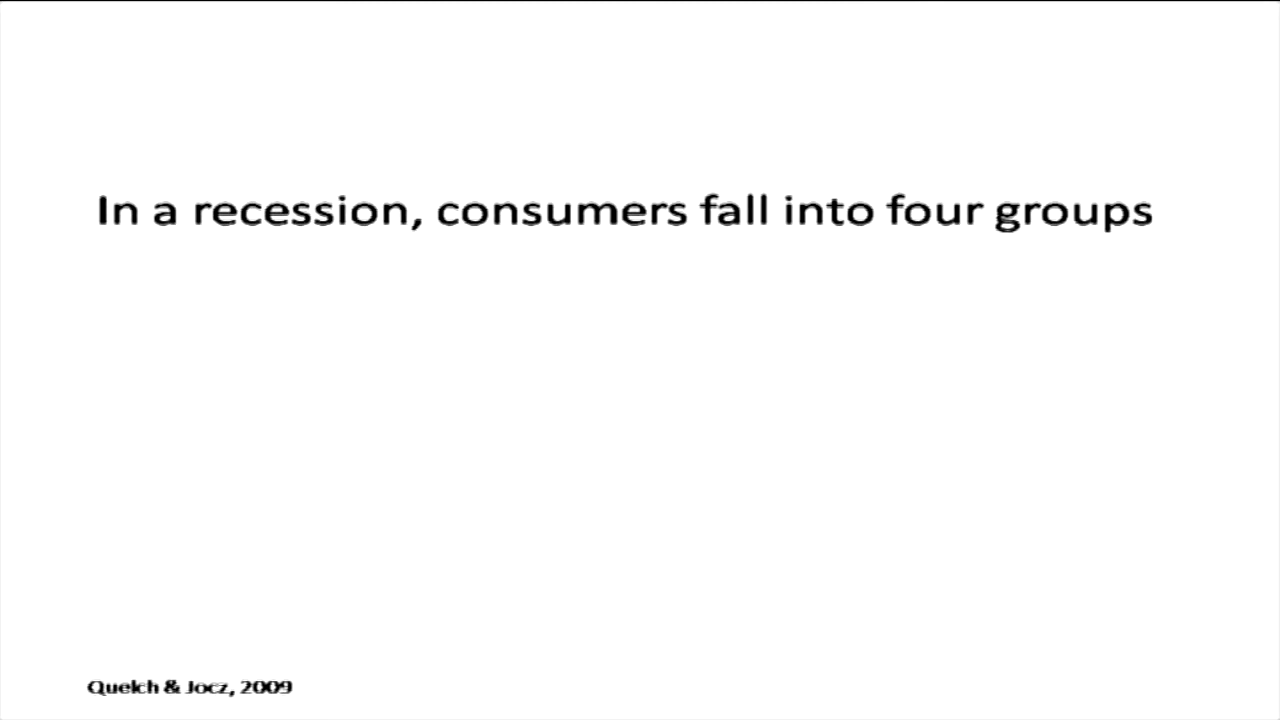 In a recession, consumers fall into four groups
Quelch & Jocz, 2009